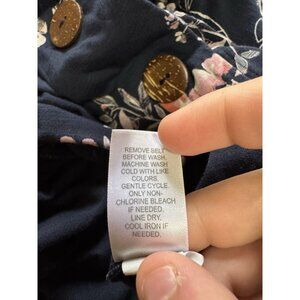 REMOVE BELT
BEFORE WASH.
MACHINE WASH
COLD WITH LIKE
COLORS.
GENTLE CYCLE.
ONLY NON-
CHLORINE BLEACH
IF NEEDED.
LINE DRY.
COOL IRON IF
NEEDED.